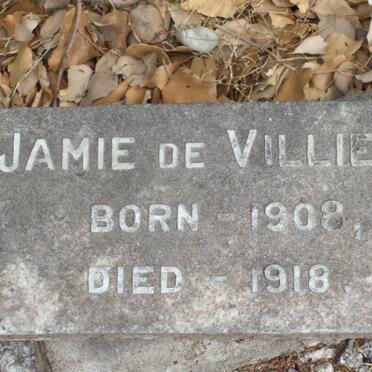 JAMIE DE VILLIE
BORN - 1908,
DIED - 1918.